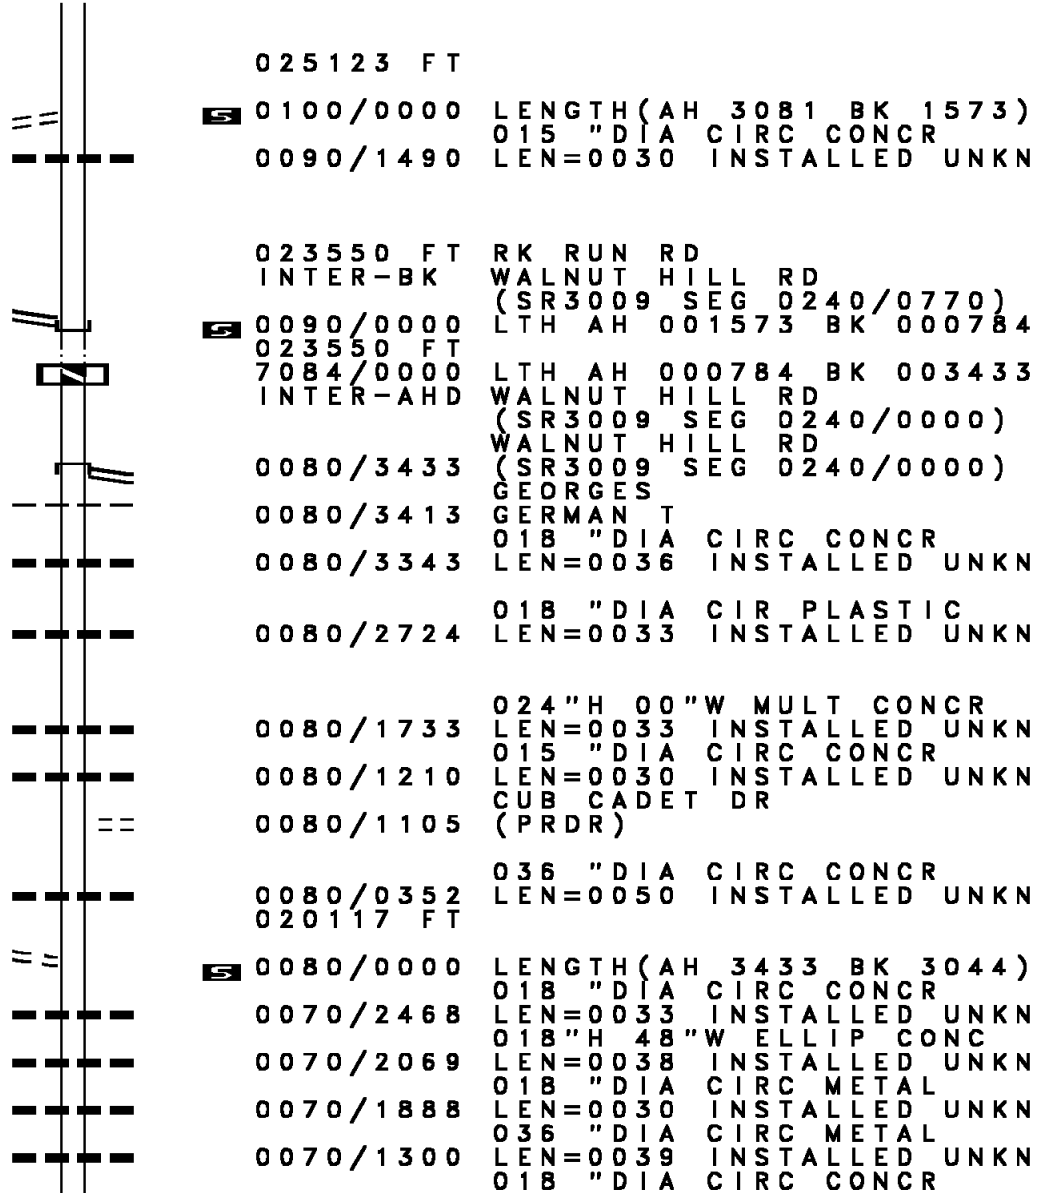 025123 FT
S 0100/0000 LENGTH(AH 3081 BK 1573)
015 "DIA CIRC CONCR
0090/1490 LEN=0030 INSTALLED UNKN
023550 FT RK RUN RD
INTER-BK WALNUT HILL RD
(SR3009 SEG 0240/0770)
S 0090/0000 LTH AH 001573 BK 000784
023550 FT
7084/0000 LTH AH 000784 BK 003433
INTER-AHD WALNUT HILL RD
(SR3009 SEG 0240/0000)
WALNUT HILL RD
0080/3433 (SR3009 SEG 0240/0000)
GEORGES
0080/3413 GERMAN T
018 "DIA CIRC CONCR
0080/3343 LEN=0036 INSTALLED UNKN
018 "DIA CIR PLASTIC
0080/2724 LEN=0033 INSTALLED UNKN
024"H 00"W MULT CONCR
0080/1733 LEN=0033 INSTALLED UNKN
015 "DIA CIRC CONCR
0080/1210 LEN=0030 INSTALLED UNKN
CUB CADET DR
0080/1105 (PRDR)
036 "DIA CIRC CONCR
0080/0352 LEN=0050 INSTALLED UNKN
020117 FT
S 0080/0000 LENGTH(AH 3433 BK 3044)
018 "DIA CIRC CONCR
0070/2468 LEN=0033 INSTALLED UNKN
018"H 48"W ELLIP CONC
0070/2069 LEN=0038 INSTALLED UNKN
018 "DIA CIRC METAL
0070/1888 LEN=0030 INSTALLED UNKN
036 "DIA CIRC METAL
0070/1300 LEN=0039 INSTALLED UNKN
018 "DIA CIRC CONCR